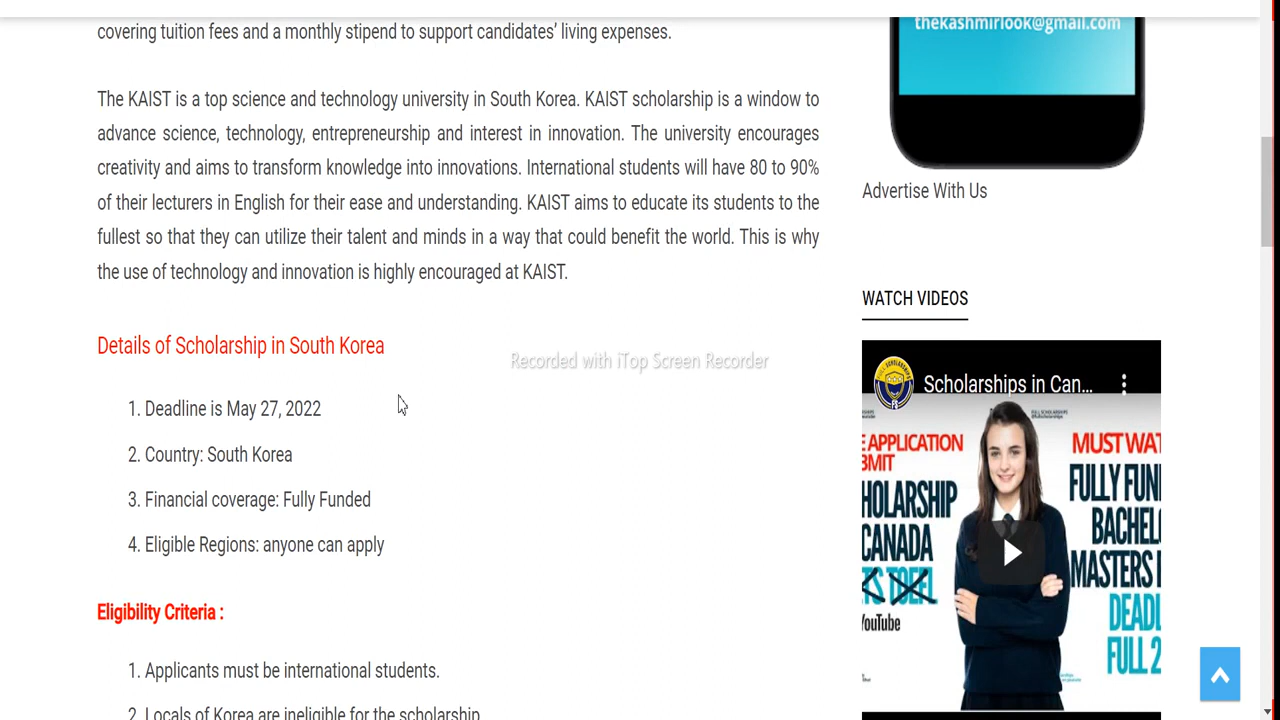 covering tuition fees and a monthly stipend to support candidates’ living expenses.
The KAIST is a top science and technology university in South Korea. KAIST scholarship is a window to
advance science, technology, entrepreneurship and interest in innovation. The university encourages
creativity and aims to transform knowledge into innovations. International students will have 80 to 90%
of their lecturers in English for their ease and understanding. KAIST aims to educate its students to the
fullest so that they can utilize their talent and minds in a way that could benefit the world. This is why
the use of technology and innovation is highly encouraged at KAIST.
Details of Scholarship in South Korea
Recorded with iTop Screen Recorder
1. Deadline is May 27, 2022
2. Country: South Korea
3. Financial coverage: Fully Funded
4. Eligible Regions: anyone can apply
Eligibility Criteria :
1. Applicants must be international students.
2. Locals of Korea are ineligible for the scholarship
thekashmirlook@gmail.com
Advertise With Us
WATCH VIDEOS
Scholarships in Can...
E APPLICATION
MIT
HOLARSHIP
CANADA
TS TOEFL
YouTube
MUST WAT
FULLY FUN
BACHEL
MASTERS
DEADL
FULL 2